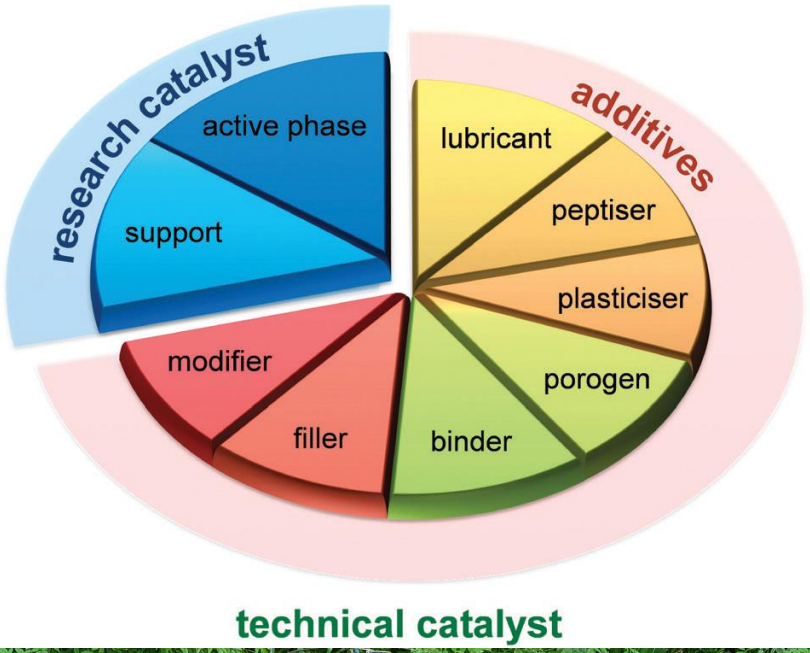 research catalyst
active phase
support
additives
lubricant
peptiser
plasticiser
porogen
binder
filler
modifier
technical catalyst